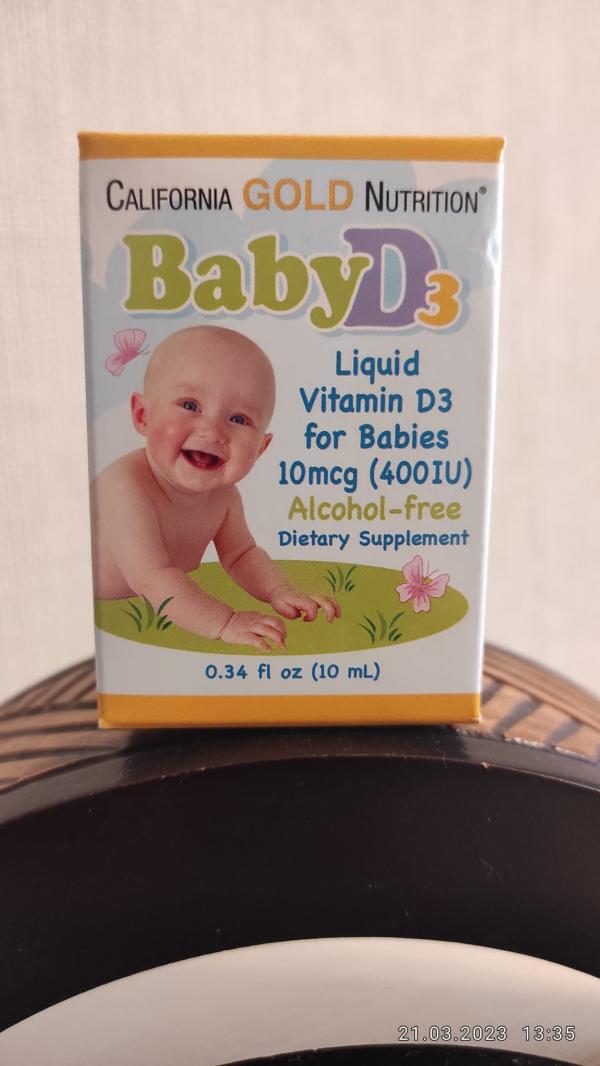 CALIFORNIA GOLD NUTRITION®
BabyD3
Liquid
Vitamin D3
for Babies
10mcg (400IU)
Alcohol-free
Dietary Supplement
0.34 fl oz (10 mL)
21.03.2023 13:35